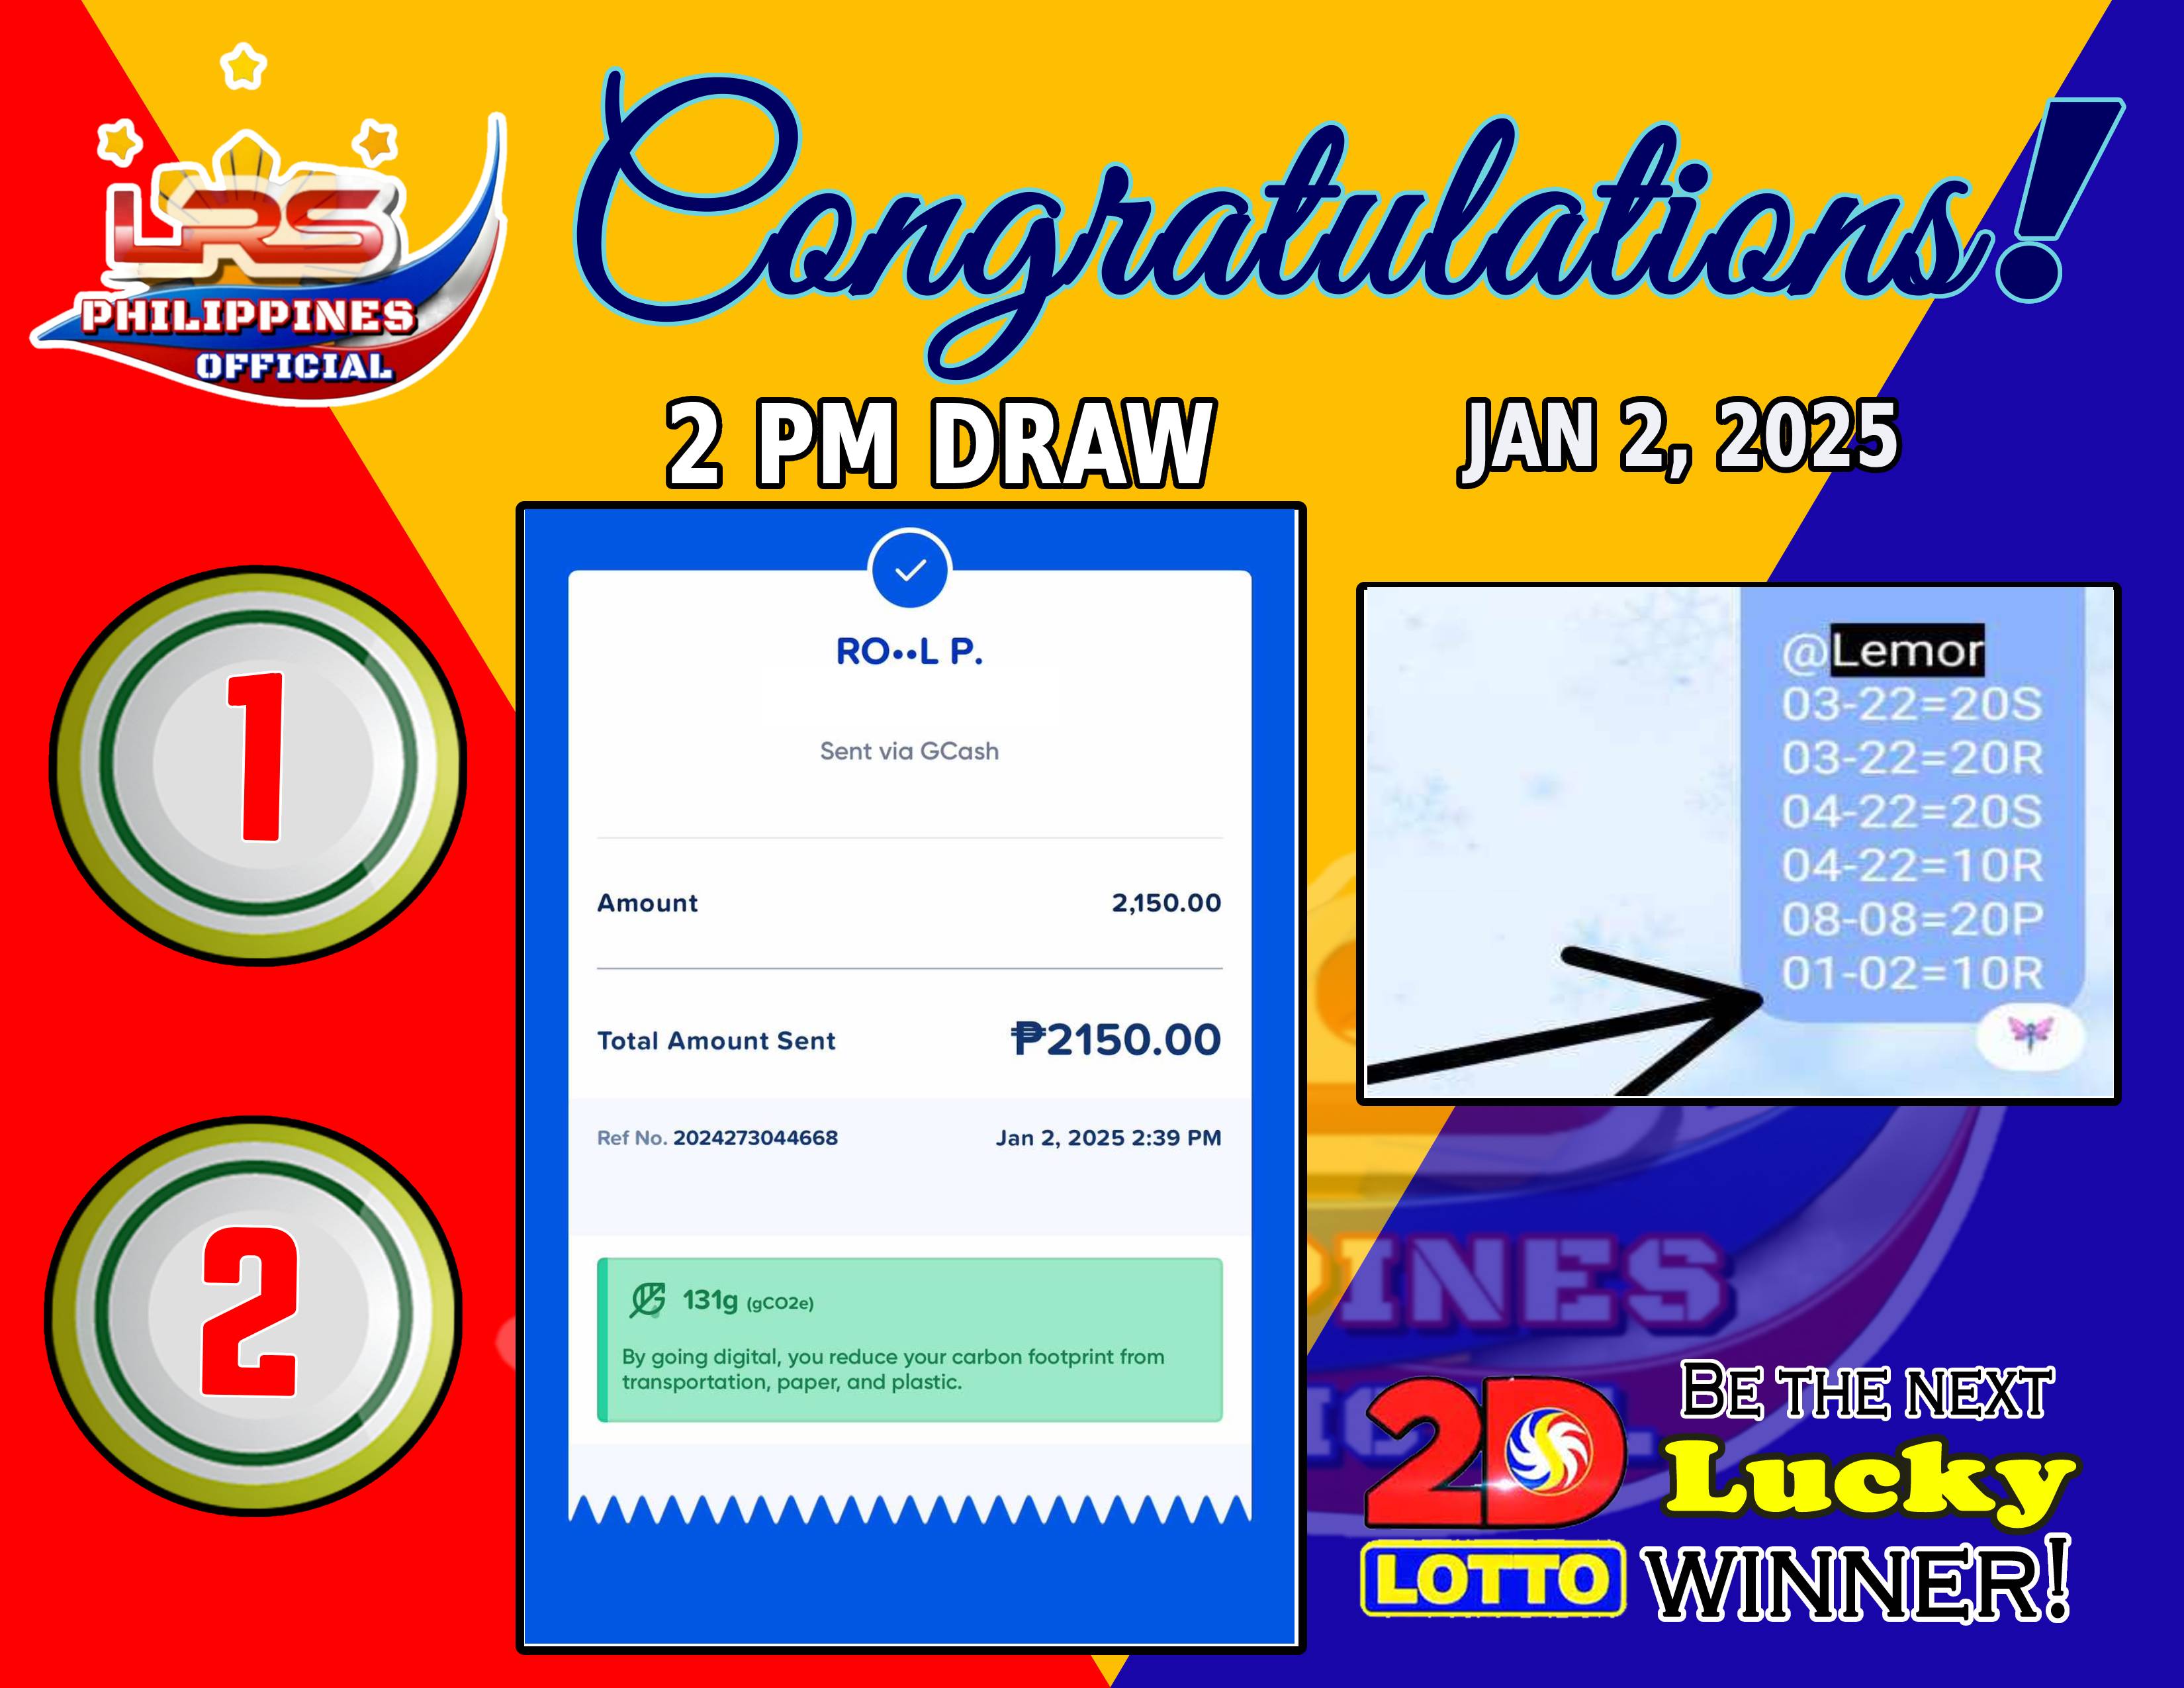 LRS
PHILIPPINES
OFFICIAL
Congratulations!
2 PM DRAW
JAN 2, 2025
1
2
RO••L P.
Sent via GCash
Amount 2,150.00
Total Amount Sent ₱2150.00
Ref No. 2024273044668 Jan 2, 2025 2:39 PM
131g (gCO2e)
By going digital, you reduce your carbon footprint from
transportation, paper, and plastic.
@Lemor
03-22=20S
03-22=20R
04-22=20S
04-22=10R
08-08=20P
01-02=10R
PINES
2D
LOTTO
BE THE NEXT
Lucky
WINNER!